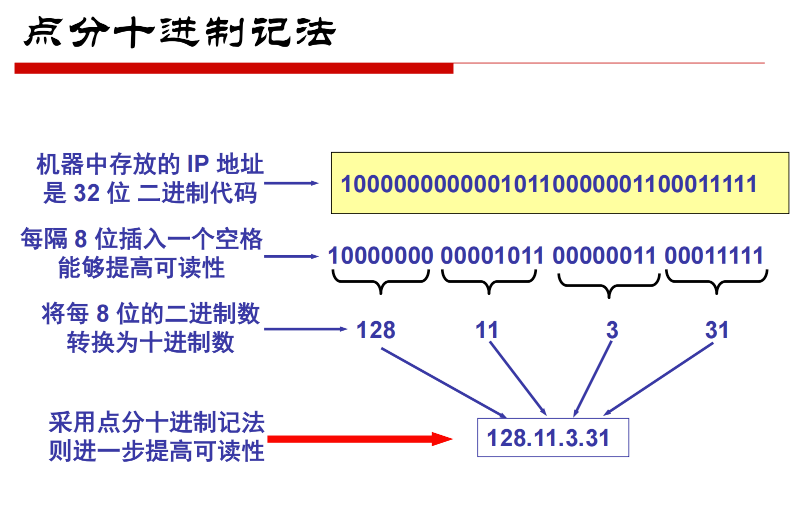 点分十进制记法
机器中存放的 IP 地址
是 32 位 二进制代码
10000000000010110000001100011111
每隔 8 位插入一个空格
能够提高可读性
10000000 00001011 00000011 00011111
将每 8 位的二进制数
转换为十进制数
128 11 3 31
采用点分十进制记法
则进一步提高可读性
128.11.3.31